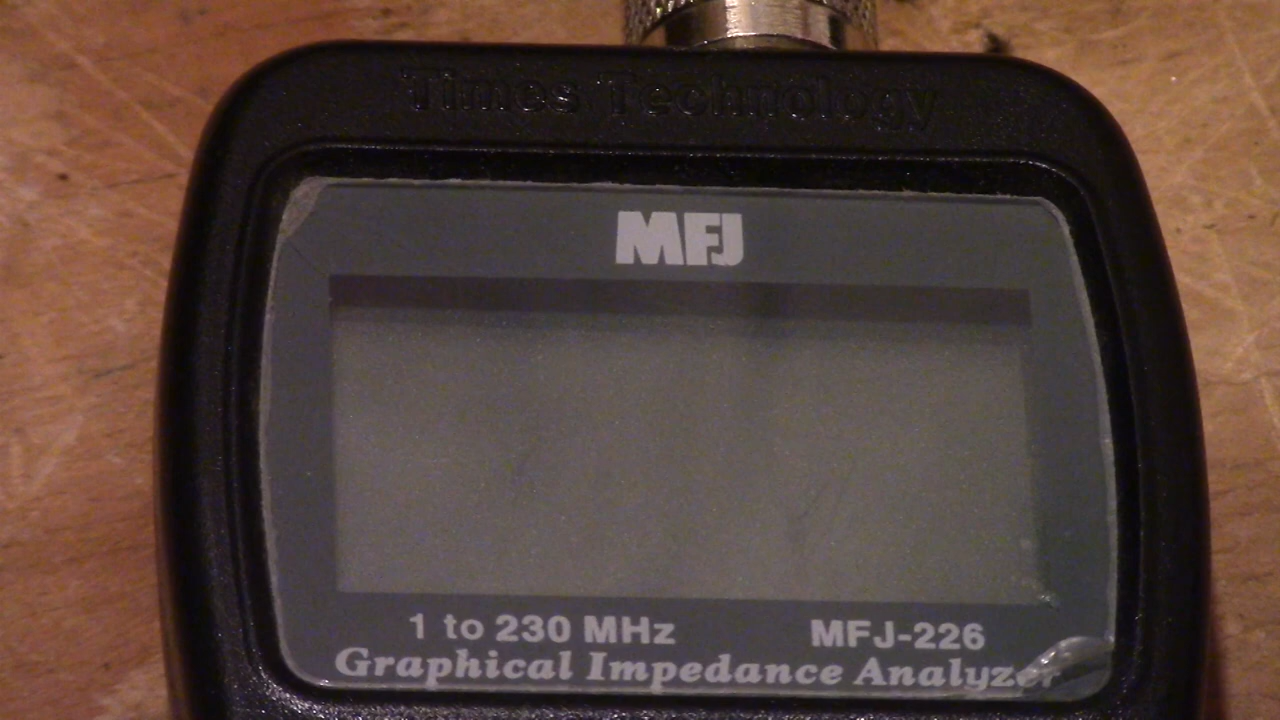 Times Technology
MFJ
1 to 230 MHz MFJ-226
Graphical Impedance Analyzer